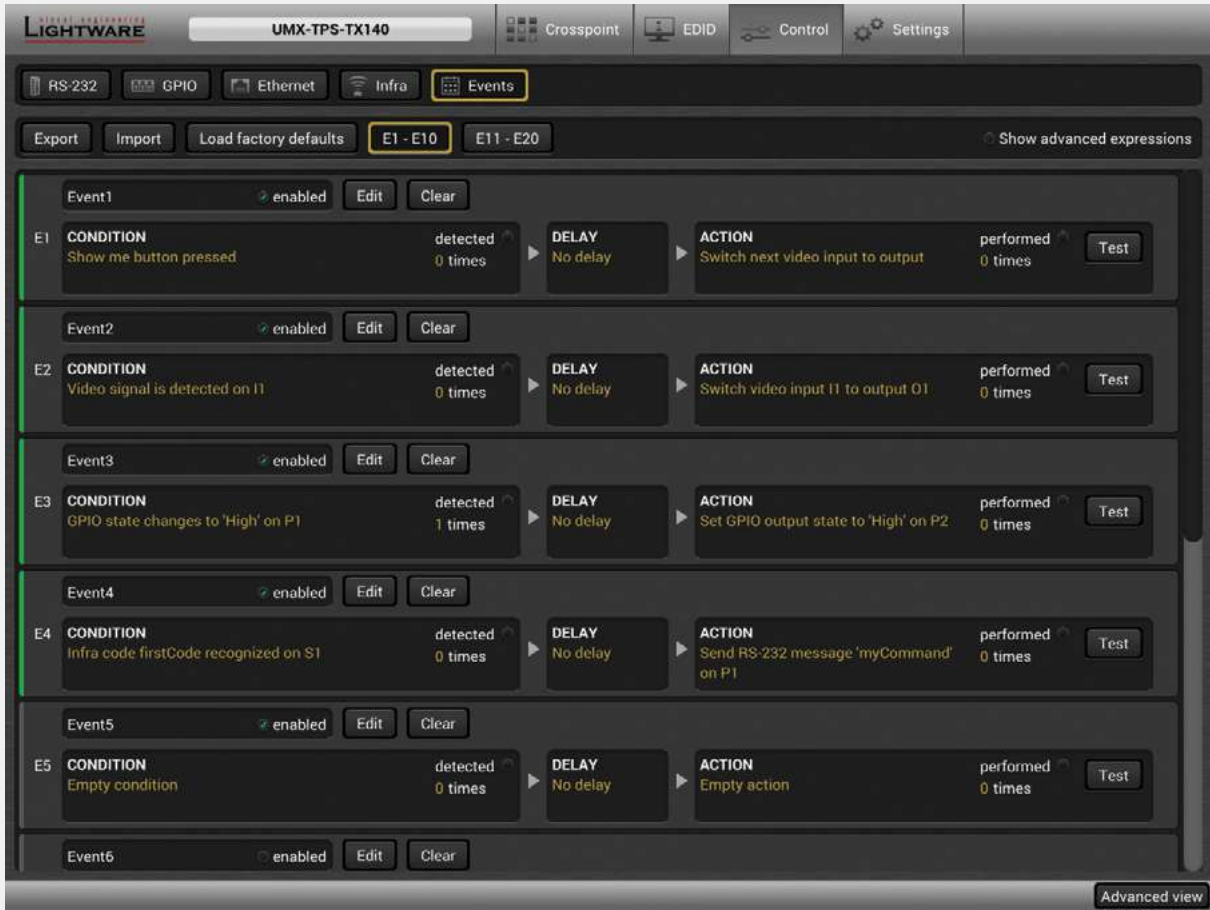 visual engineering
LIGHTWARE
UMX-TPS-TX140
Crosspoint
EDID
Control
Settings
RS-232
GPIO
Ethernet
Infra
Events
Export
Import
Load factory defaults
E1 - E10
E11 - E20
Show advanced expressions
Event1
enabled
Edit
Clear
E1
CONDITION
Show me button pressed
detected
0 times
DELAY
No delay
ACTION
Switch next video input to output
performed
0 times
Test
Event2
enabled
Edit
Clear
E2
CONDITION
Video signal is detected on I1
detected
0 times
DELAY
No delay
ACTION
Switch video input I1 to output O1
performed
0 times
Test
Event3
enabled
Edit
Clear
E3
CONDITION
GPIO state changes to 'High' on P1
detected
1 times
DELAY
No delay
ACTION
Set GPIO output state to 'High' on P2
performed
0 times
Test
Event4
enabled
Edit
Clear
E4
CONDITION
Infra code firstCode recognized on S1
detected
0 times
DELAY
No delay
ACTION
Send RS-232 message 'myCommand'
on P1
performed
0 times
Test
Event5
enabled
Edit
Clear
E5
CONDITION
Empty condition
detected
0 times
DELAY
No delay
ACTION
Empty action
performed
0 times
Test
Event6
enabled
Edit
Clear
Advanced view